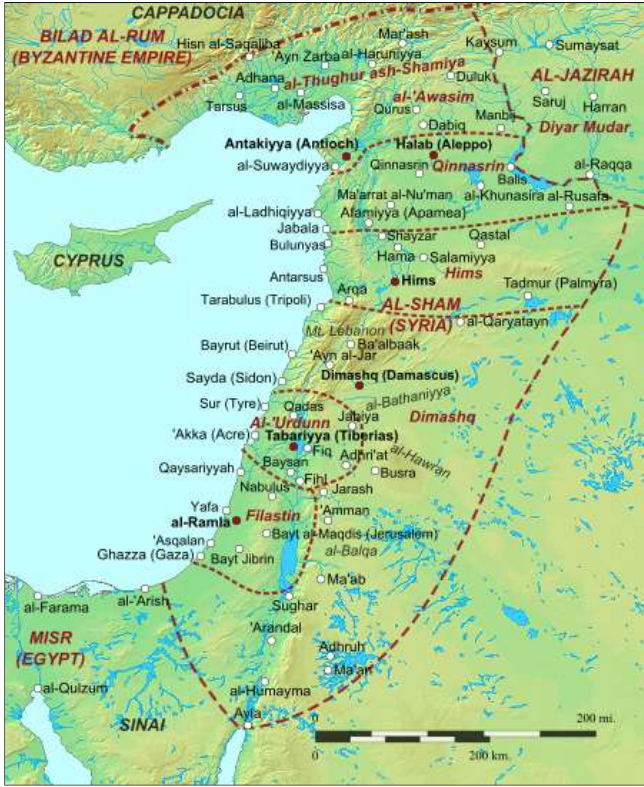 CAPPADOCIA
BILAD AL-RUM
(BYZANTINE EMPIRE)
Hisn al-Saqaliba
Mar'ash
'Ayn Zarba
al-Haruniyya
Kaysum
Sumaysat
Adhana
al-Thughur ash-Shamiya
Duluk
AL-JAZIRAH
Tarsus
al-Massisa
al-'Awasim
Qurus
Saruj
Harran
Dabiq
Manbij
Diyar Mudar
Antakiyya (Antioch)
Halab (Aleppo)
al-Suwaydiyya
Qinnasrin
Qinnasrin
Balis
al-Raqqa
Ma'arrat al-Nu'man
al-Khunasira
al-Rusafa
al-Ladhiqiyya
Afamiyya (Apamea)
Jabala
Shayzar
Qastal
Bulunyas
Hama
Salamiyya
CYPRUS
Antarsus
Hims
Hims
Arqa
Tadmur (Palmyra)
Tarabulus (Tripoli)
AL-SHAM
(SYRIA)
Mt. Lebanon
al-Qaryatayn
Bayrut (Beirut)
Ba'albaak
'Ayn al-Jar
Sayda (Sidon)
Dimashq (Damascus)
al-Bathaniyya
Sur (Tyre)
Qadas
Jabiya
Dimashq
Al-'Urdunn
'Akka (Acre)
Tabariyya (Tiberias)
Fiq
al-Hawran
Qaysariyyah
Baysan
Adhri'at
Busra
Fihl
Nabulus
Jarash
Yafa
al-Ramla
Filastin
'Amman
'Asqalan
Bayt al-Maqdis (Jerusalem)
Ghazza (Gaza)
Bayt Jibrin
al-Balqa
Ma'ab
al-Farama
al-'Arish
Sughar
'Arandal
MISR
(EGYPT)
Adhruh
Ma'an
al-Qulzum
al-Humayma
SINAI
Ayla
0
200 mi.
0
200 km.